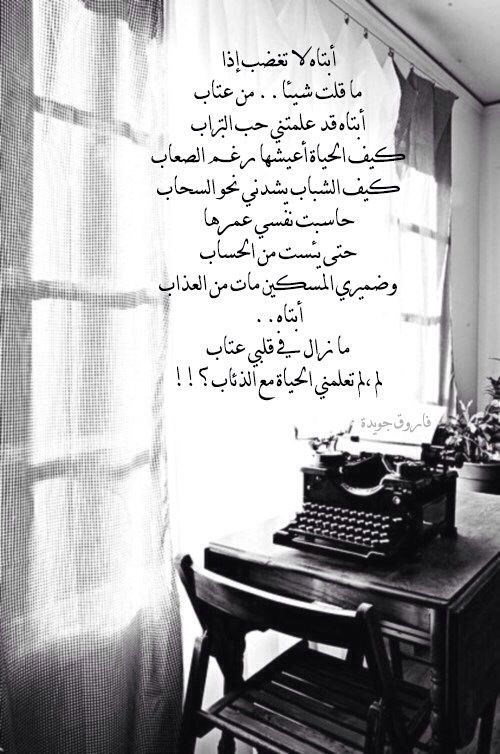 أبتاه لا تغضب إذا
ما قلت شيئا . . من عتاب
أبتاه قد علمتني حب التراب
كيف الحياة أعيشها رغم الصعاب
كيف الشباب يشدني نحو السحاب
حاسبت نفسي عمرها
حتى يئست من الحساب
وضميري المسكين مات من العذاب
أبتاه . .
ما زال في قلبي عتاب
لم ،لم تعلمني الحياة مع الذئاب ؟ ! !
فاروق جويدة